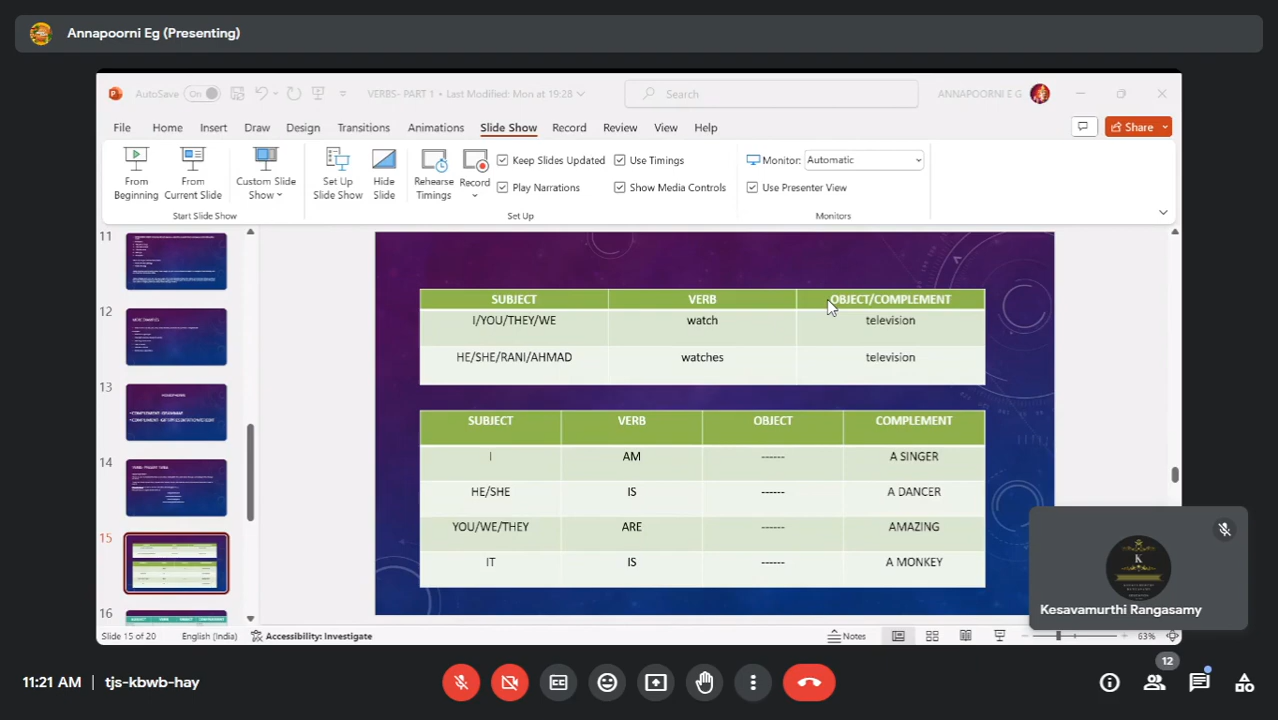 Annapoorni Eg (Presenting)
AutoSave On VERBS- PART 1 • Last Modified: Mon at 19:28 Search ANNAPOORNI E G
File Home Insert Draw Design Transitions Animations Slide Show Record Review View Help Share
From Beginning
From Current Slide
Custom Slide Show
Set Up Slide Show
Hide Slide
Rehearse Timings
Record
Keep Slides Updated
Play Narrations
Use Timings
Show Media Controls
Monitor: Automatic
Use Presenter View
Start Slide Show Set Up Monitors
11
12
13
14
15
16
SUBJECT VERB OBJECT/COMPLEMENT
I/YOU/THEY/WE watch television
HE/SHE/RANI/AHMAD watches television
SUBJECT VERB OBJECT COMPLEMENT
I AM ------ A SINGER
HE/SHE IS ------ A DANCER
YOU/WE/THEY ARE ------ AMAZING
IT IS ------ A MONKEY
K
Kesavamurthi Rangasamy
Slide 15 of 20 English (India) Accessibility: Investigate Notes 63%
11:21 AM | tjs-kbwb-hay
12